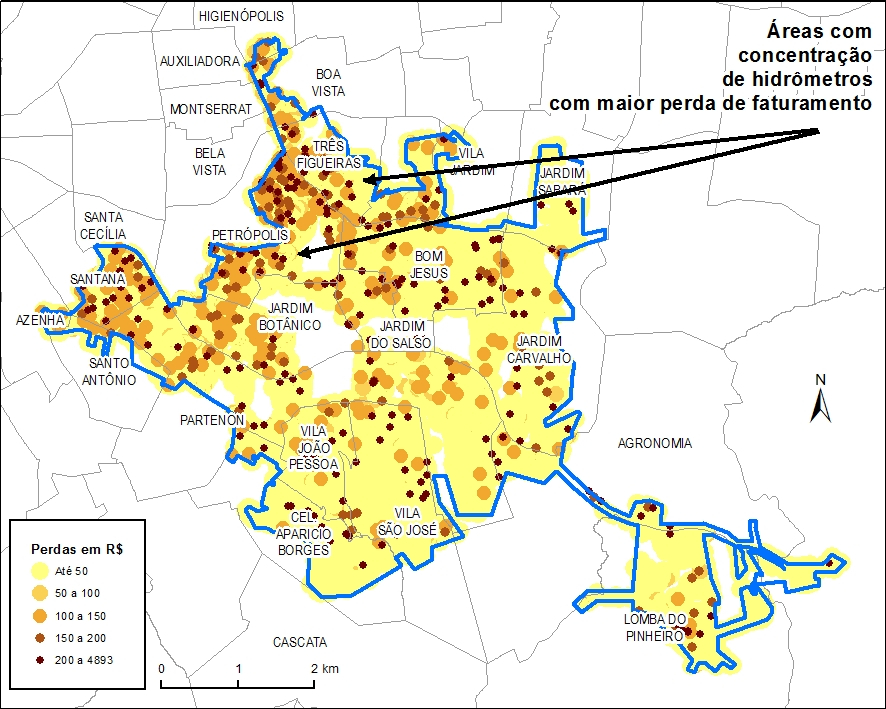 HIGIENÓPOLIS
Áreas com
concentração
de hidrômetros
com maior perda de faturamento
AUXILIADORA
BOA
VISTA
MONTSERRAT
TRÊS
FIGUEIRAS
BELA
VISTA
VILA
JARDIM
JARDIM
SABARÁ
SANTA
CECÍLIA
PETRÓPOLIS
BOM
JESUS
SANTANA
AZENHA
JARDIM
BOTÂNICO
JARDIM
DO SALSO
JARDIM
CARVALHO
SANTO
ANTÔNIO
PARTENON
VILA
JOÃO
PESSOA
AGRONOMIA
N
CEL.
APARICIO
BORGES
VILA
SÃO JOSÉ
LOMBA DO
PINHEIRO
CASCATA
Perdas em R$
Até 50
50 a 100
100 a 150
150 a 200
200 a 4893
0 1 2 km